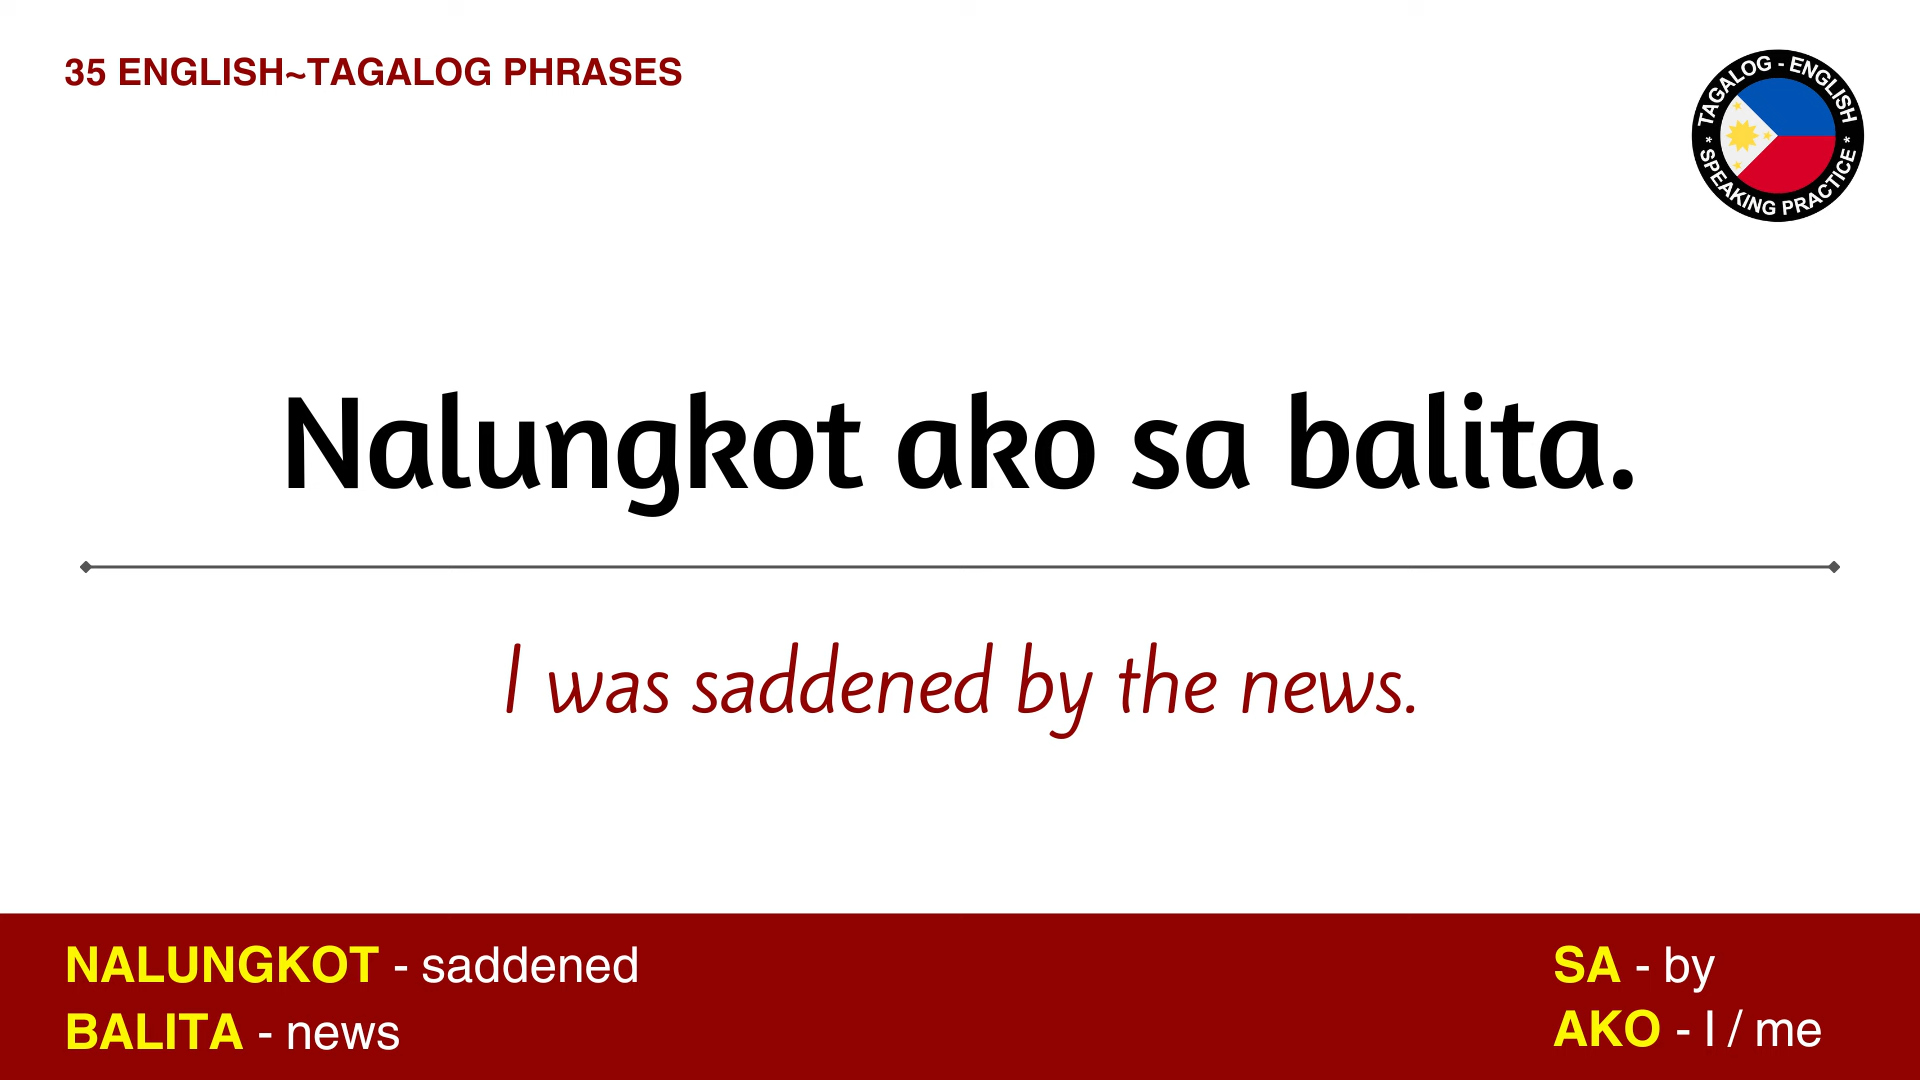 35 ENGLISH~TAGALOG PHRASES
TAGALOG - ENGLISH
* SPEAKING PRACTICE *
Nalungkot ako sa balita.
I was saddened by the news.
NALUNGKOT - saddened
BALITA - news
SA - by
AKO - I / me